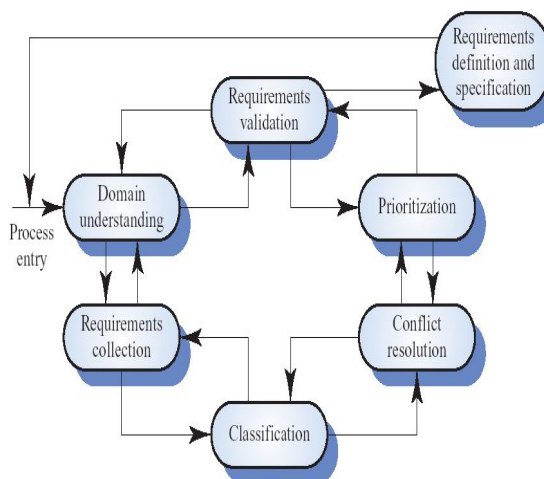 Requirements
definition and
specification
Requirements
validation
Domain
understanding
Prioritization
Process
entry
Requirements
collection
Conflict
resolution
Classification